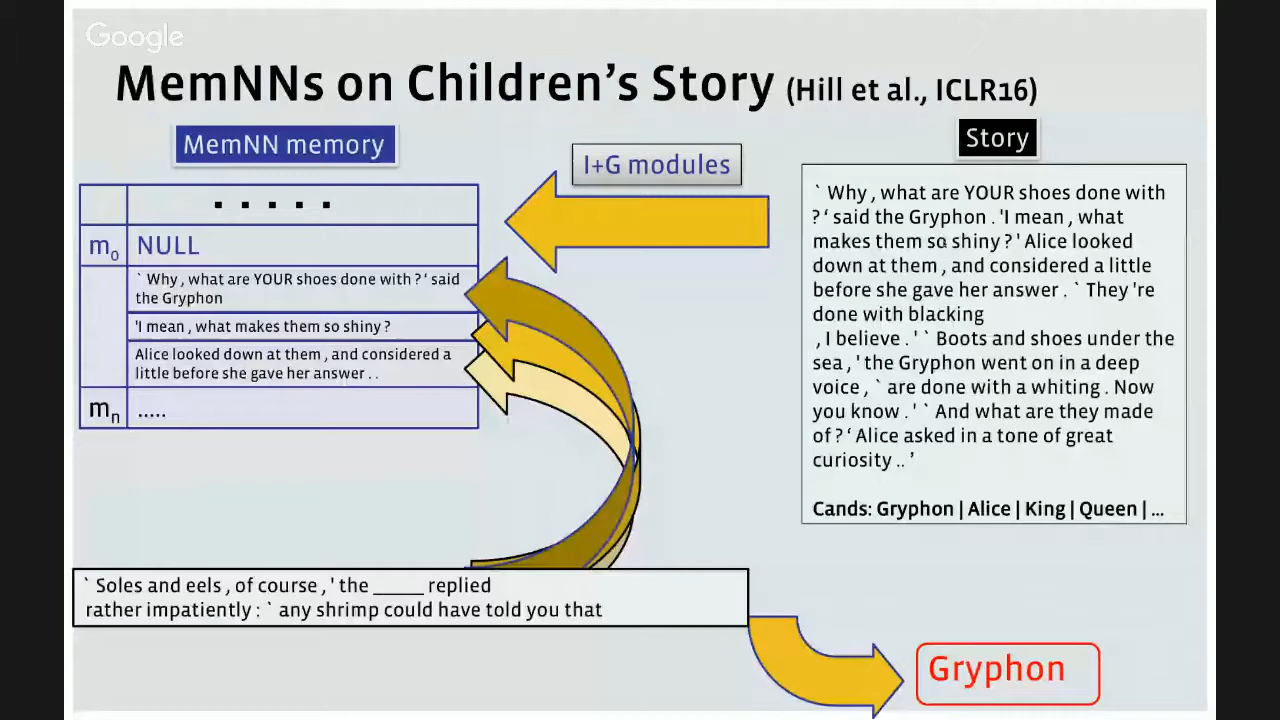 Google
MemNNs on Children's Story (Hill et al., ICLR16)
MemNN memory
I+G modules
Story
. . . . .
m0 NULL
` Why , what are YOUR shoes done with ? ' said
the Gryphon
'I mean , what makes them so shiny ?
Alice looked down at them , and considered a
little before she gave her answer . .
mn .....
` Why , what are YOUR shoes done with
? ' said the Gryphon . 'I mean , what
makes them so shiny ? ' Alice looked
down at them , and considered a little
before she gave her answer . ` They 're
done with blacking
, I believe . ' ` Boots and shoes under the
sea , ' the Gryphon went on in a deep
voice , ` are done with a whiting . Now
you know . ' ` And what are they made
of ? ' Alice asked in a tone of great
curiosity .. '
Cands: Gryphon | Alice | King | Queen | ...
` Soles and eels , of course , ' the _____ replied
rather impatiently : ` any shrimp could have told you that
Gryphon